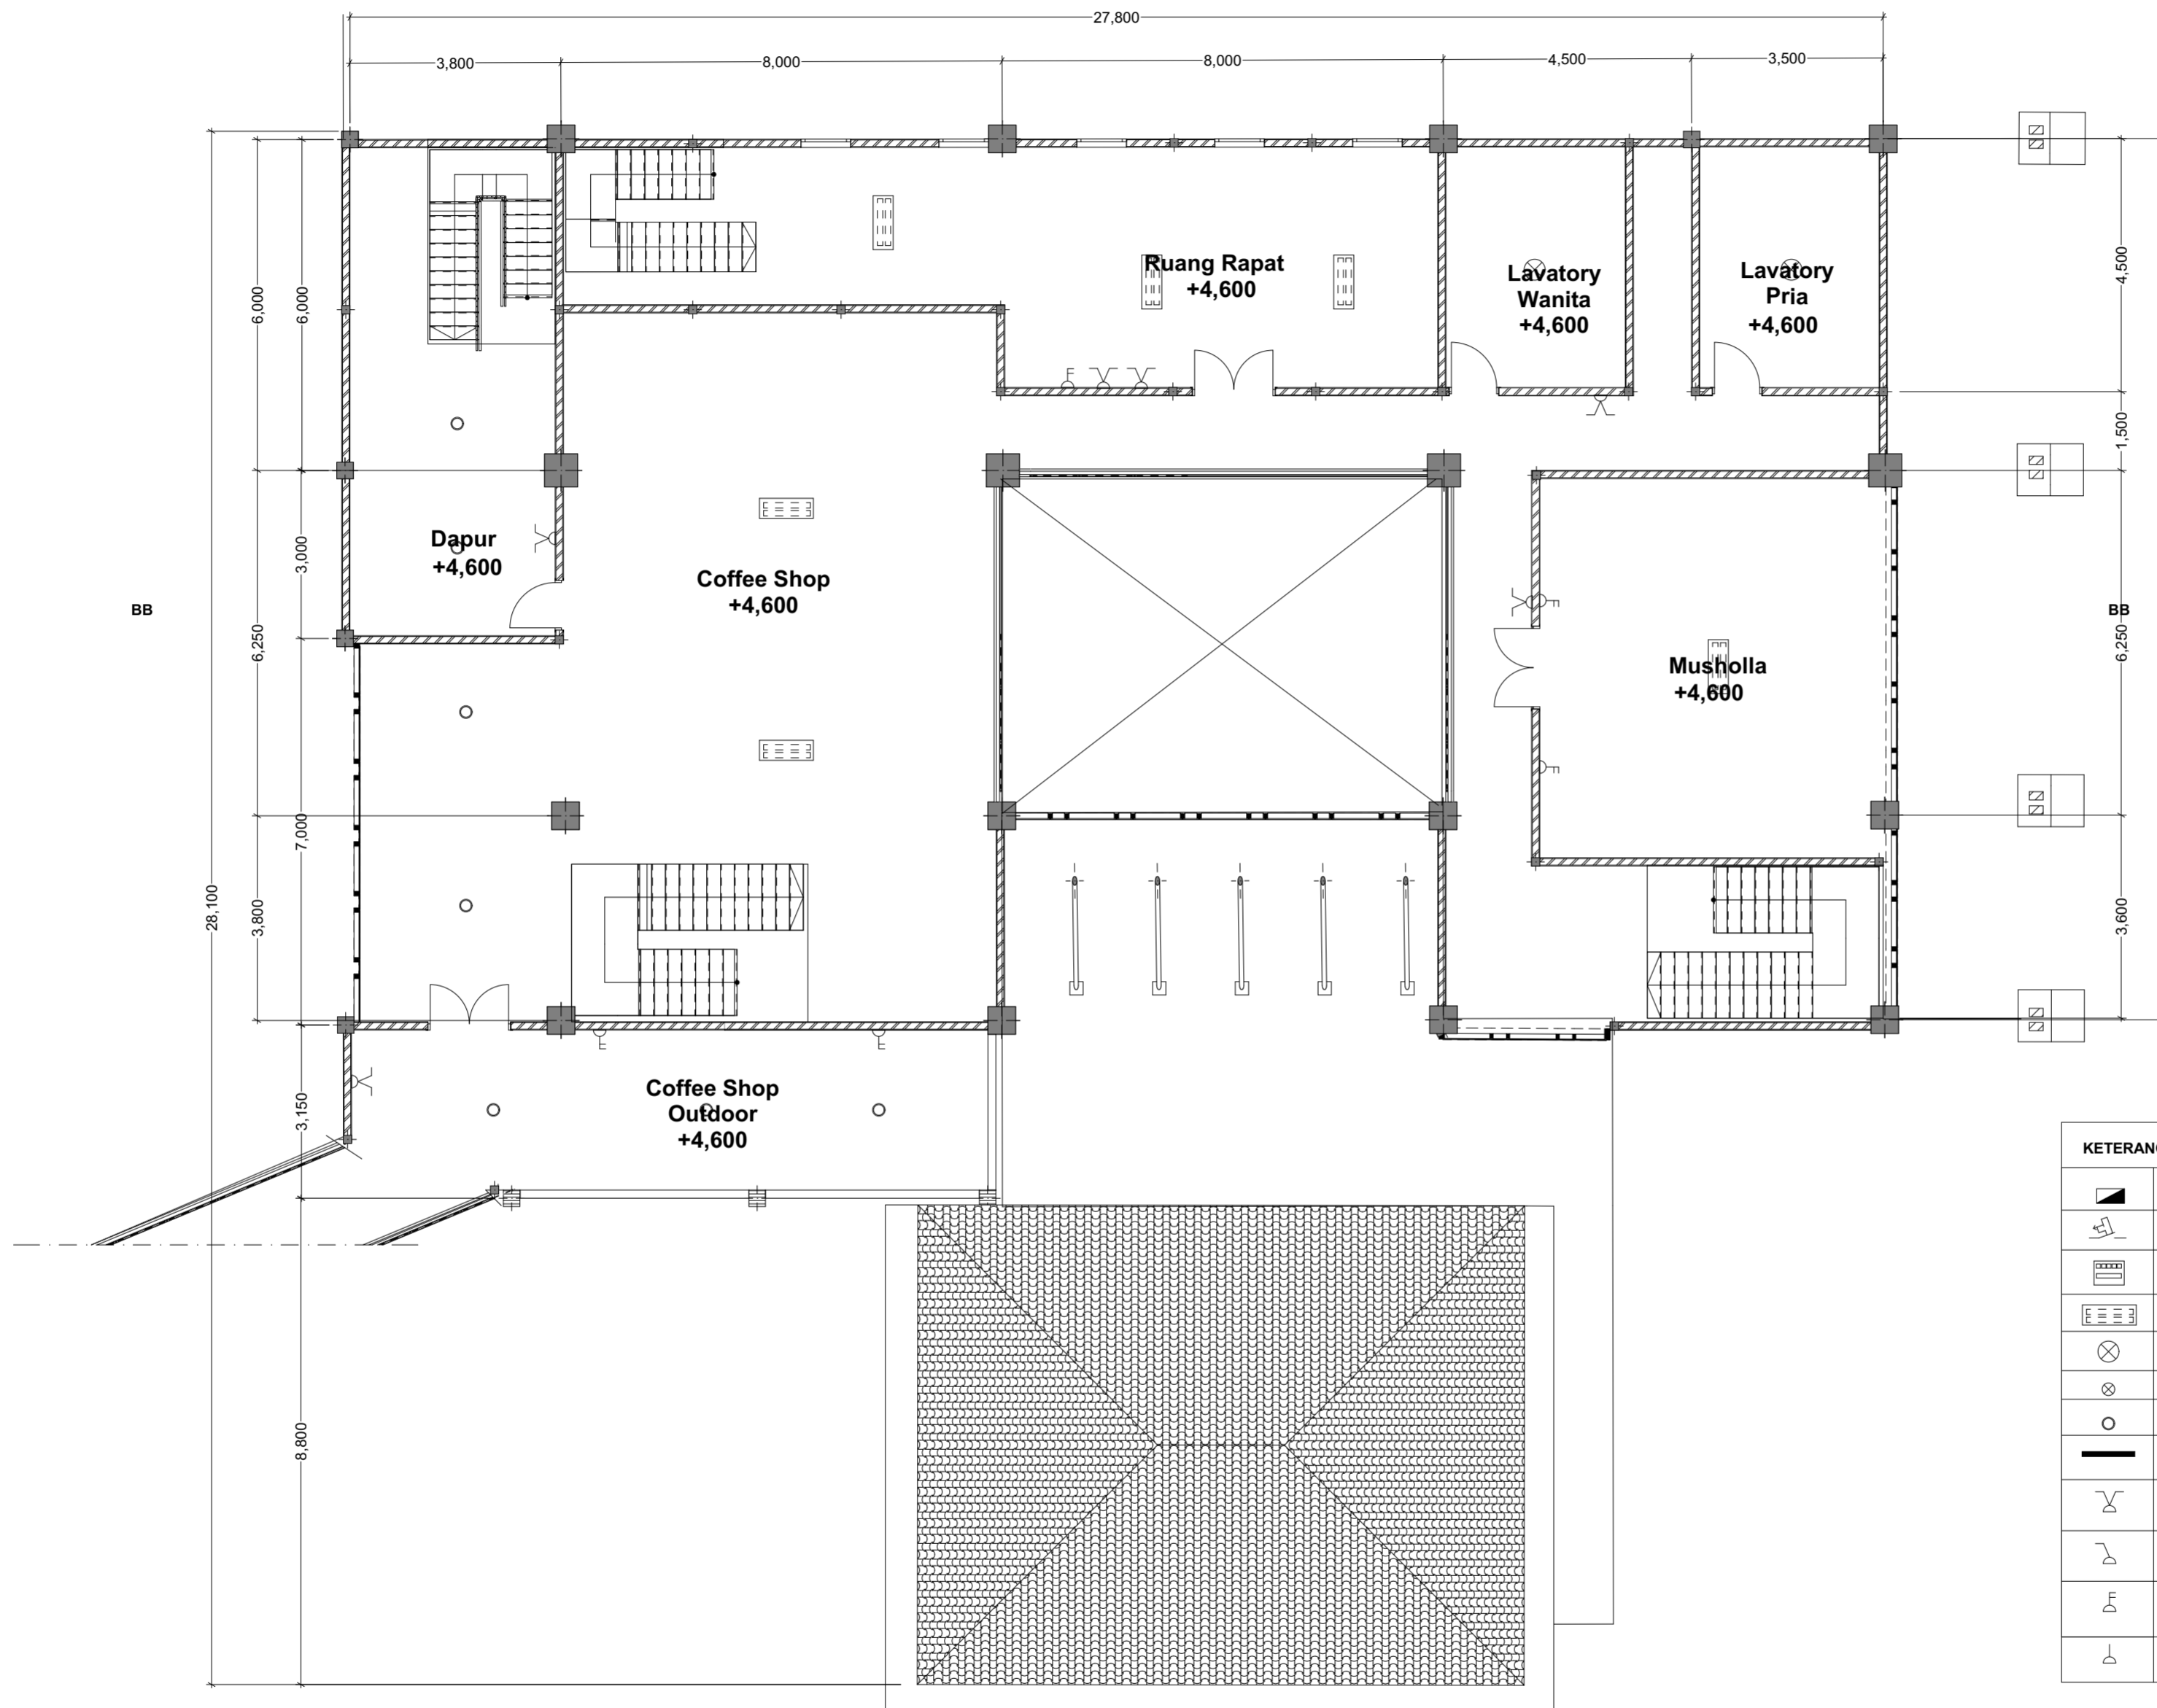 27,800
3,800
8,000
8,000
4,500
3,500
6,000
6,000
4,500
Ruang Rapat
+4,600
Lavatory
Wanita
+4,600
Lavatory
Pria
+4,600
1,500
Dapur
+4,600
3,000
Coffee Shop
+4,600
BB
BB
6,250
6,250
Musholla
+4,600
7,000
28,100
3,800
3,600
Coffee Shop
Outdoor
+4,600
3,150
8,800